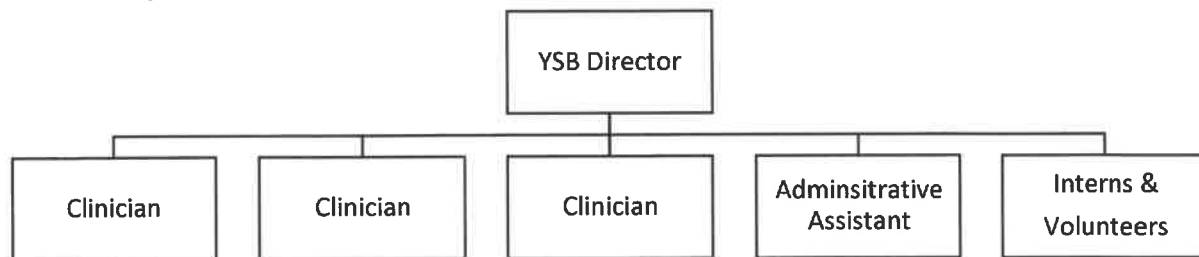 YSB Director
Clinician
Clinician
Clinician
Adminsitrative
Assistant
Interns &
Volunteers